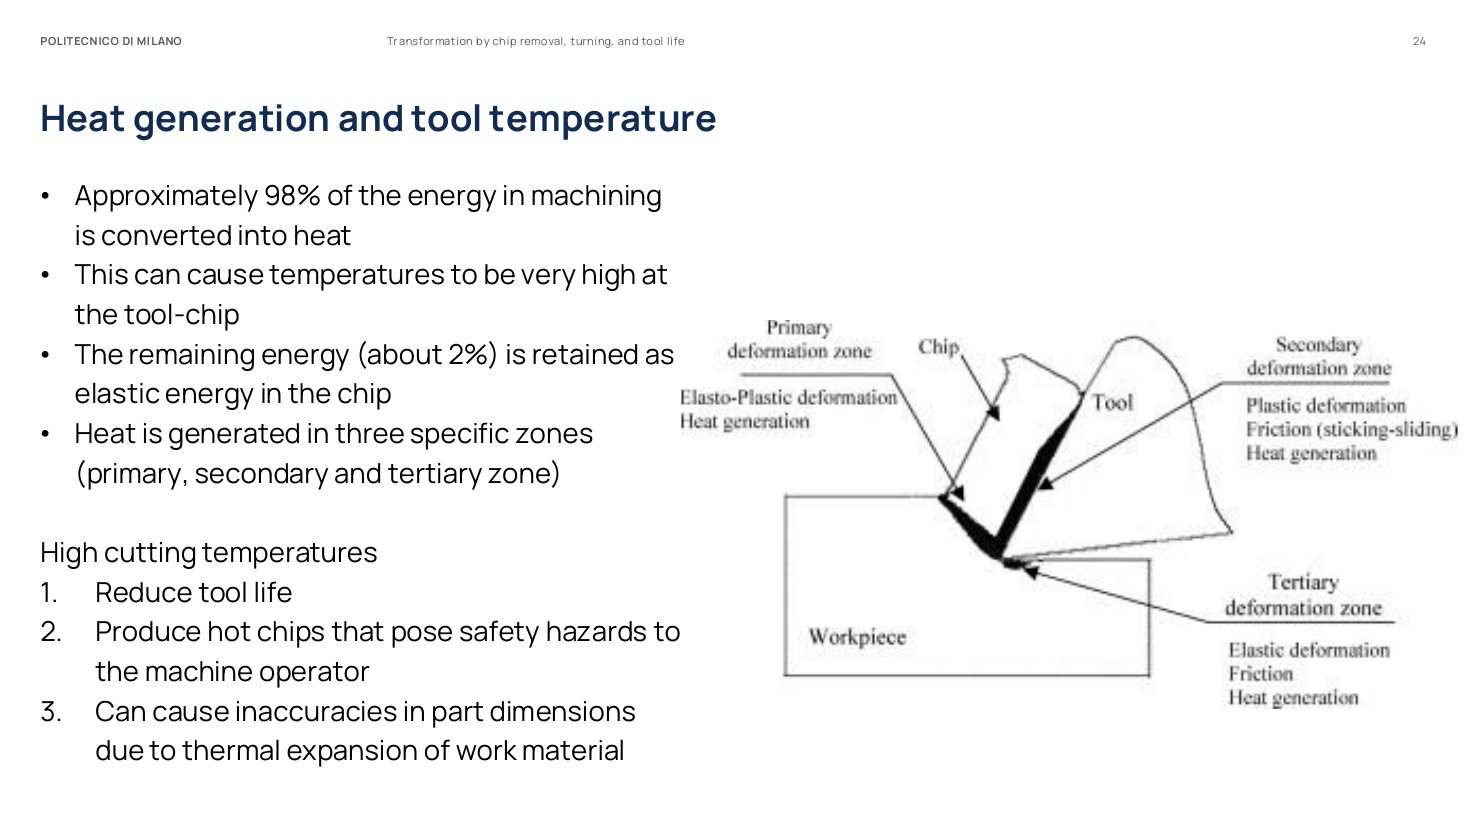 POLITECNICO DI MILANO
Transformation by chip removal, turning, and tool life
24
Heat generation and tool temperature
• Approximately 98% of the energy in machining
is converted into heat
• This can cause temperatures to be very high at
the tool-chip
• The remaining energy (about 2%) is retained as
elastic energy in the chip
• Heat is generated in three specific zones
(primary, secondary and tertiary zone)
High cutting temperatures
1. Reduce tool life
2. Produce hot chips that pose safety hazards to
the machine operator
3. Can cause inaccuracies in part dimensions
due to thermal expansion of work material
Primary
deformation zone
Elasto-Plastic deformation
Heat generation
Chip
Tool
Secondary
deformation zone
Plastic deformation
Friction (sticking-sliding)
Heat generation
Workpiece
Tertiary
deformation zone
Elastic deformation
Friction
Heat generation